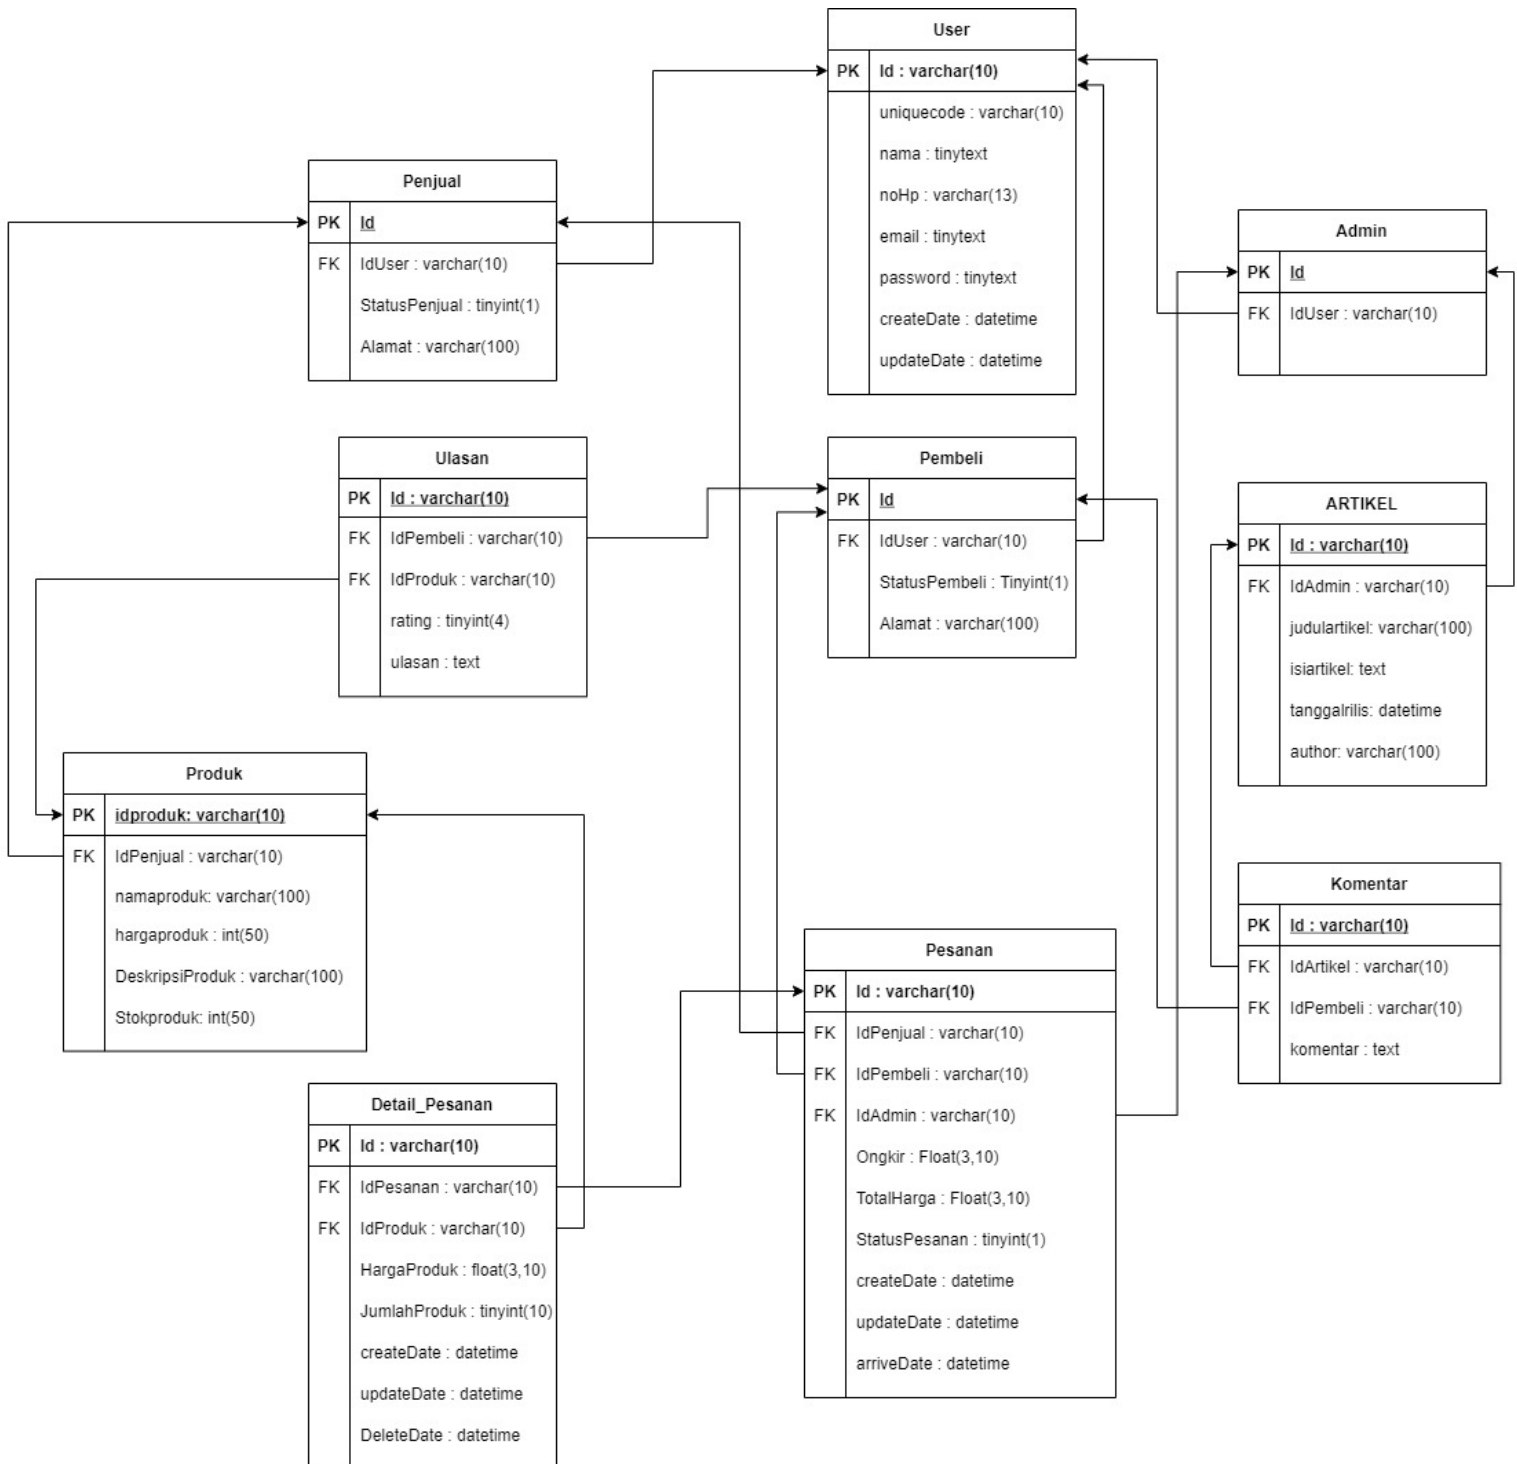 User
PK Id : varchar(10)
uniquecode : varchar(10)
nama : tinytext
noHp : varchar(13)
email : tinytext
password : tinytext
createDate : datetime
updateDate : datetime
Penjual
PK Id
FK IdUser : varchar(10)
StatusPenjual : tinyint(1)
Alamat : varchar(100)
Admin
PK Id
FK IdUser : varchar(10)
Ulasan
PK Id : varchar(10)
FK IdPembeli : varchar(10)
FK IdProduk : varchar(10)
rating : tinyint(4)
ulasan : text
Pembeli
PK Id
FK IdUser : varchar(10)
StatusPembeli : Tinyint(1)
Alamat : varchar(100)
ARTIKEL
PK Id : varchar(10)
FK IdAdmin : varchar(10)
judulartikel: varchar(100)
isiartikel: text
tanggalrilis: datetime
author: varchar(100)
Produk
PK idproduk: varchar(10)
FK IdPenjual : varchar(10)
namaproduk: varchar(100)
hargaproduk : int(50)
DeskripsiProduk : varchar(100)
Stokproduk: int(50)
Komentar
PK Id : varchar(10)
FK IdArtikel : varchar(10)
FK IdPembeli : varchar(10)
komentar : text
Pesanan
PK Id : varchar(10)
FK IdPenjual : varchar(10)
FK IdPembeli : varchar(10)
FK IdAdmin : varchar(10)
Ongkir : Float(3,10)
TotalHarga : Float(3,10)
StatusPesanan : tinyint(1)
createDate : datetime
updateDate : datetime
arriveDate : datetime
Detail_Pesanan
PK Id : varchar(10)
FK IdPesanan : varchar(10)
FK IdProduk : varchar(10)
HargaProduk : float(3,10)
JumlahProduk : tinyint(10)
createDate : datetime
updateDate : datetime
DeleteDate : datetime